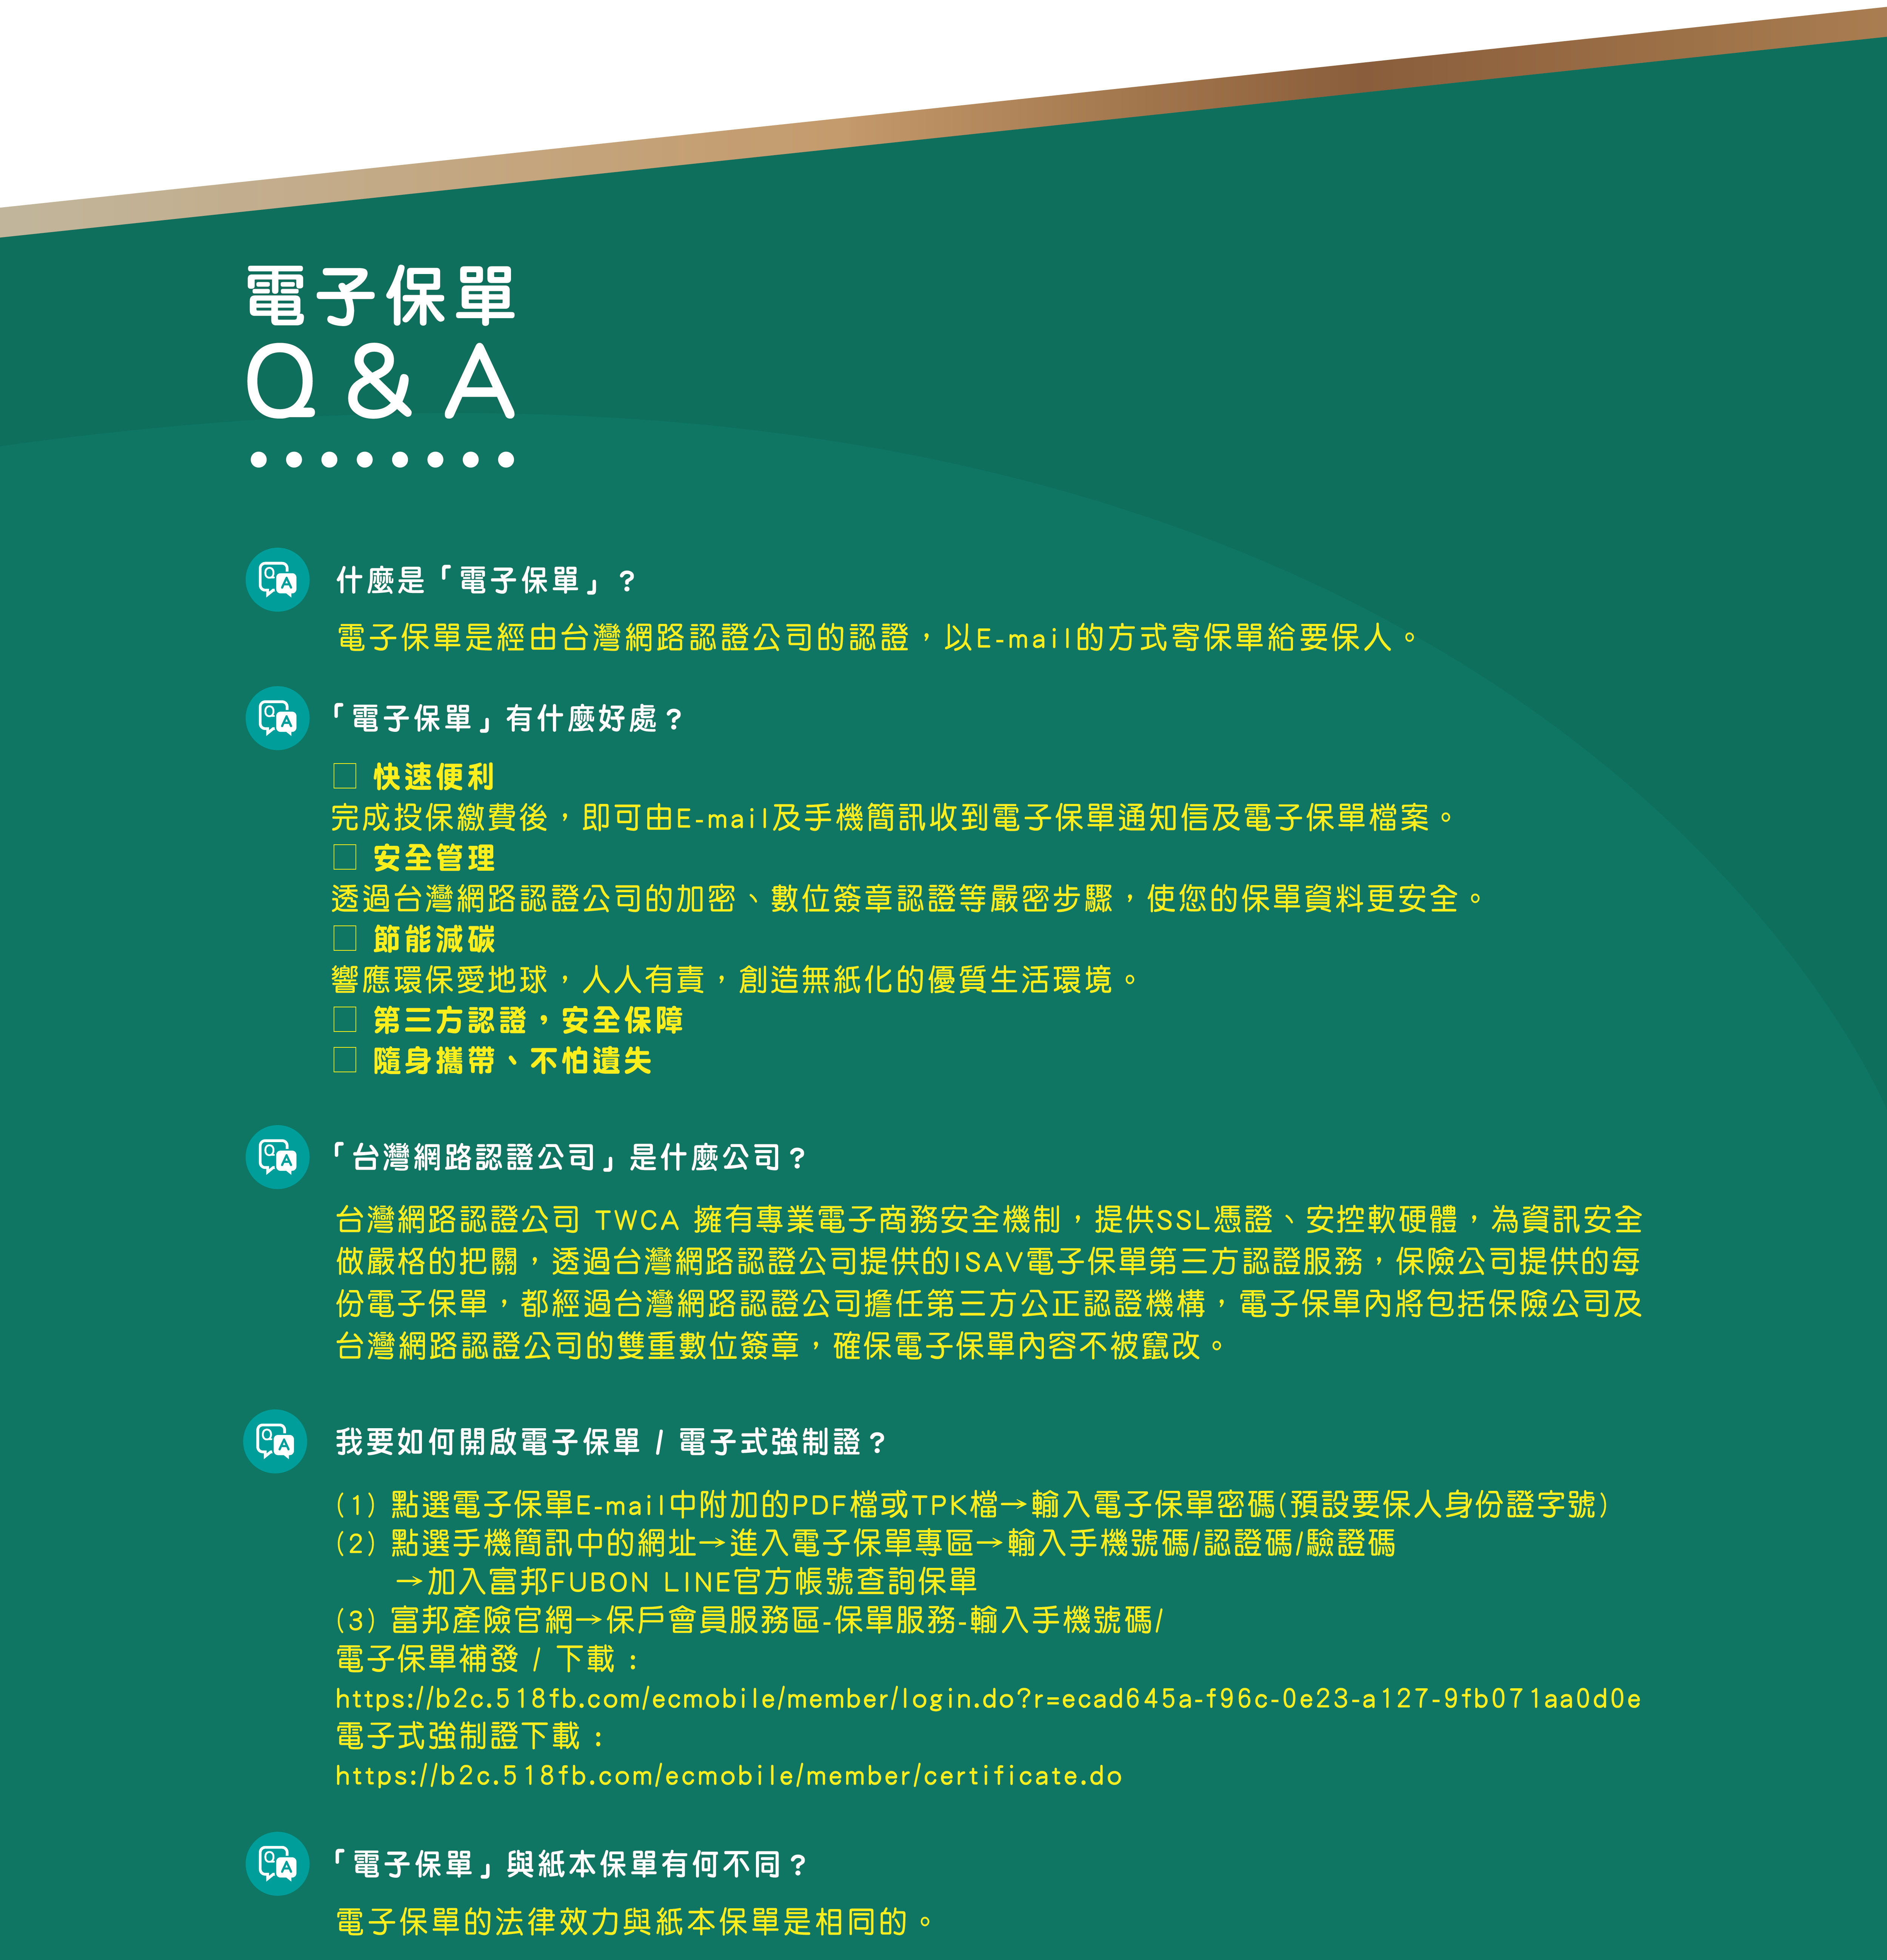 電子保單
Q & A
什麼是「電子保單」?
電子保單是經由台灣網路認證公司的認證，以E-mail的方式寄保單給要保人。
「電子保單」有什麼好處?
□ 快速便利
完成投保繳費後，即可由E-mail及手機簡訊收到電子保單通知信及電子保單檔案。
□ 安全管理
透過台灣網路認證公司的加密、數位簽章認證等嚴密步驟，使您的保單資料更安全。
□ 節能減碳
響應環保愛地球，人人有責，創造無紙化的優質生活環境。
□ 第三方認證，安全保障
□ 隨身攜帶、不怕遺失
「台灣網路認證公司」是什麼公司?
台灣網路認證公司 TWCA 擁有專業電子商務安全機制，提供SSL憑證、安控軟硬體，為資訊安全
做嚴格的把關，透過台灣網路認證公司提供的ISAV電子保單第三方認證服務，保險公司提供的每
份電子保單，都經過台灣網路認證公司擔任第三方公正認證機構，電子保單內將包括保險公司及
台灣網路認證公司的雙重數位簽章，確保電子保單內容不被竄改。
我要如何開啟電子保單 / 電子式強制證?
(1) 點選電子保單E-mail中附加的PDF檔或TPK檔→輸入電子保單密碼(預設要保人身份證字號)
(2) 點選手機簡訊中的網址→進入電子保單專區→輸入手機號碼/認證碼/驗證碼
→加入富邦FUBON LINE官方帳號查詢保單
(3) 富邦產險官網→保戶會員服務區-保單服務-輸入手機號碼/
電子保單補發 / 下載：
https://b2c.518fb.com/ecmobile/member/login.do?r=ecad645a-f96c-0e23-a127-9fb071aa0d0e
電子式強制證下載：
https://b2c.518fb.com/ecmobile/member/certificate.do
「電子保單」與紙本保單有何不同?
電子保單的法律效力與紙本保單是相同的。